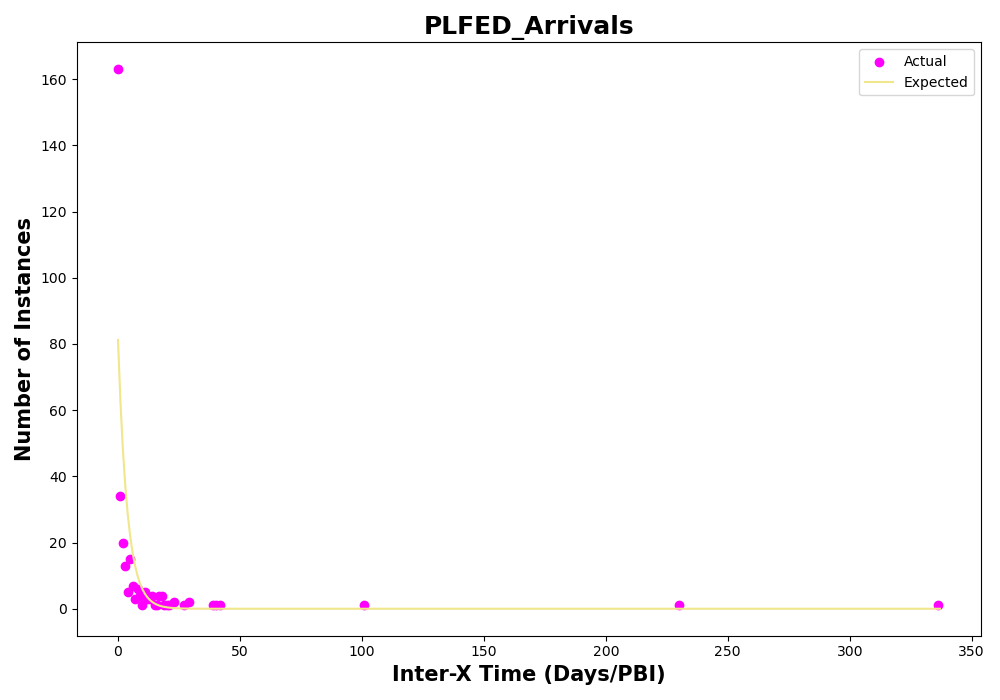 PLFED_Arrivals
Actual
Expected
Number of Instances
160
140
120
100
80
60
40
20
0
0 50 100 150 200 250 300 350
Inter-X Time (Days/PBI)